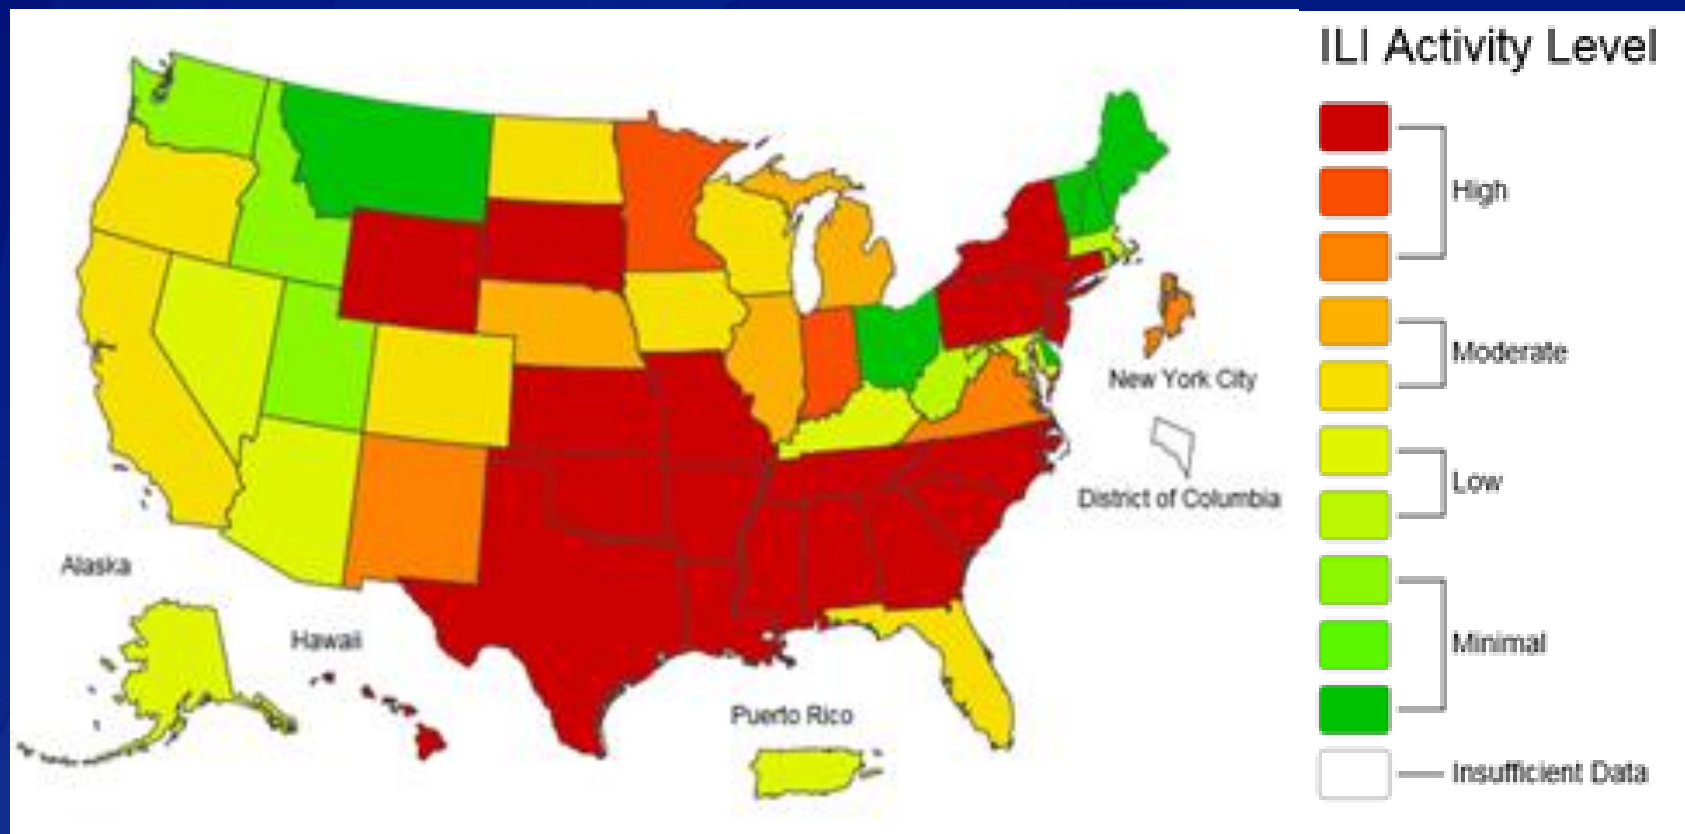 ILI Activity Level
High
Moderate
Low
Minimal
Insufficient Data
New York City
District of Columbia
Alaska
Hawaii
Puerto Rico